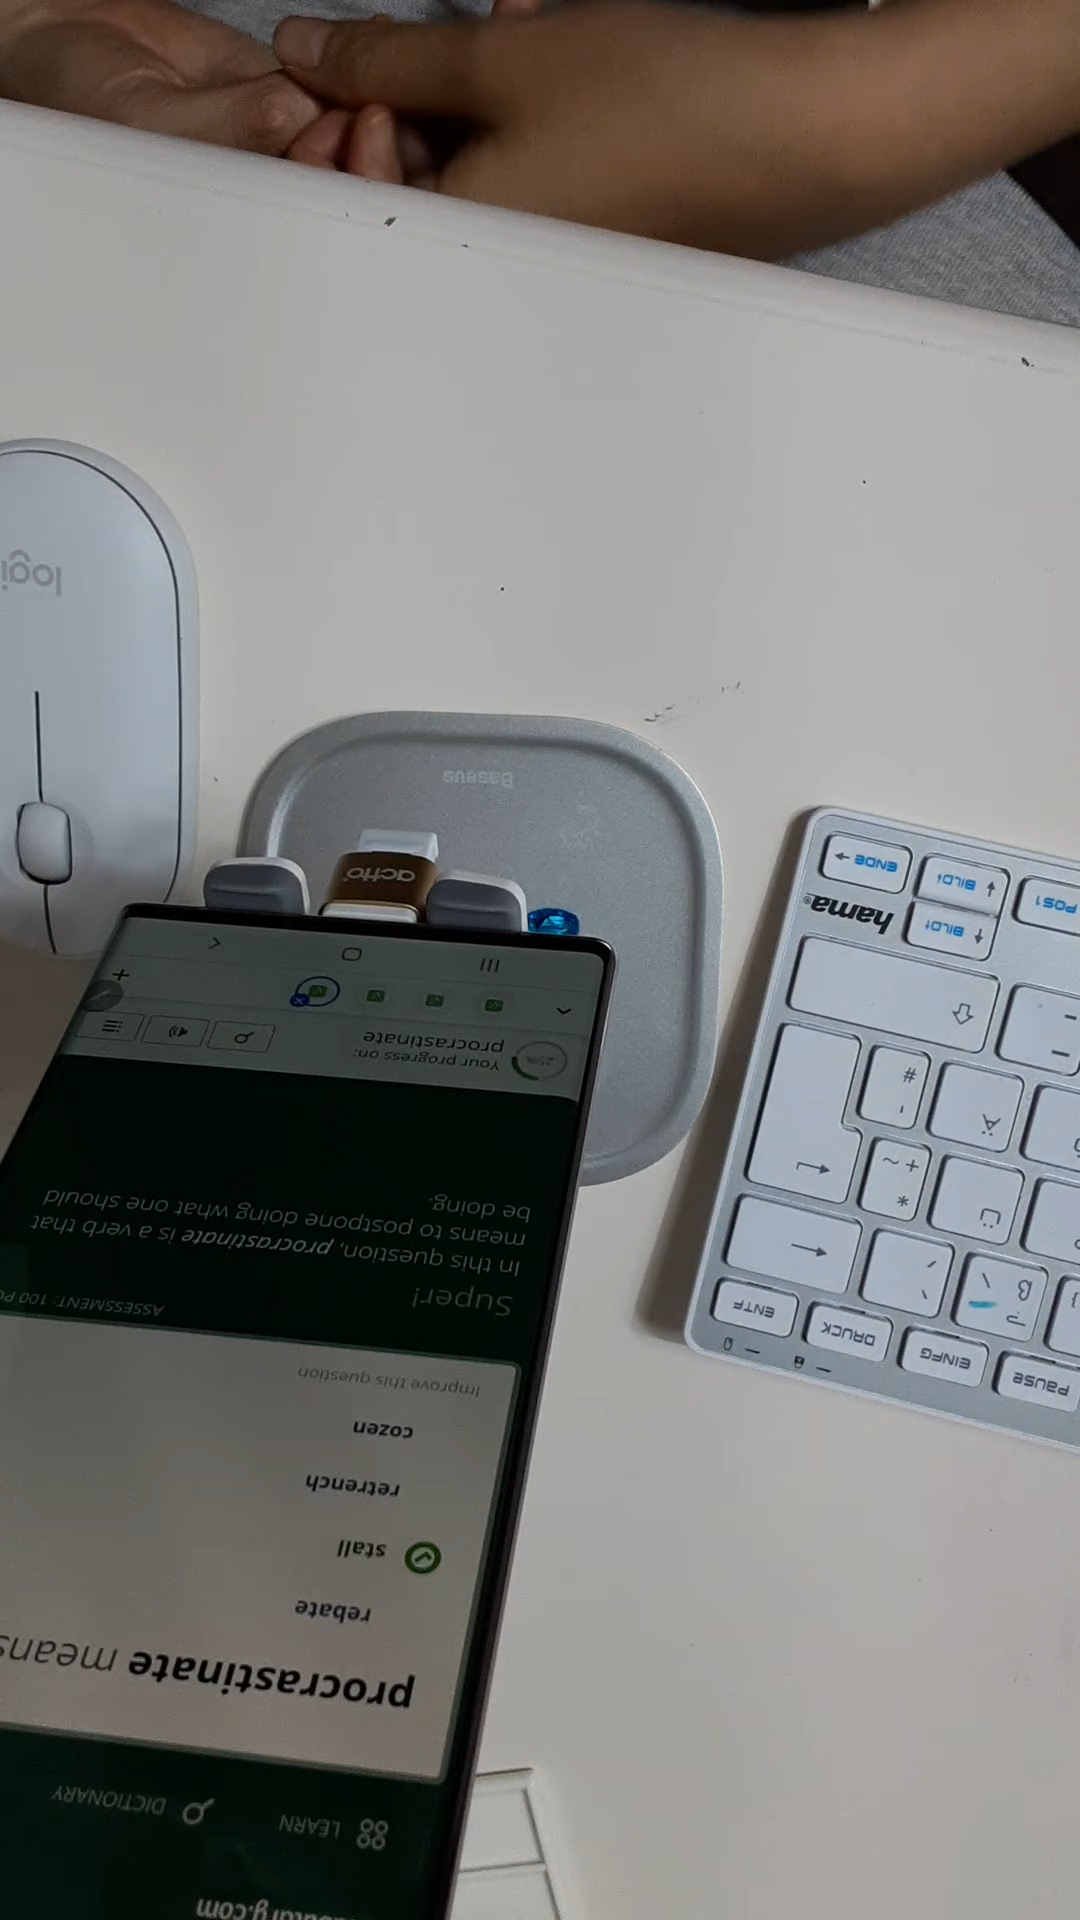 LEARN
DICTIONARY
procrastinate means
rebate
stall
retrench
cozen
Improve this question
ASSESSMENT: 100
Super!
In this question, procrastinate is a verb that
means to postpone doing what one should
be doing.
25%
Your progress on:
procrastinate
actto
Baseus
logi
hama
PAUSE
EINFG
DRUCK
ENTF
ß
?
\
Ü
*
+ ~
Ä
#
'
POS1
BILD↑
BILD↓
ENDE